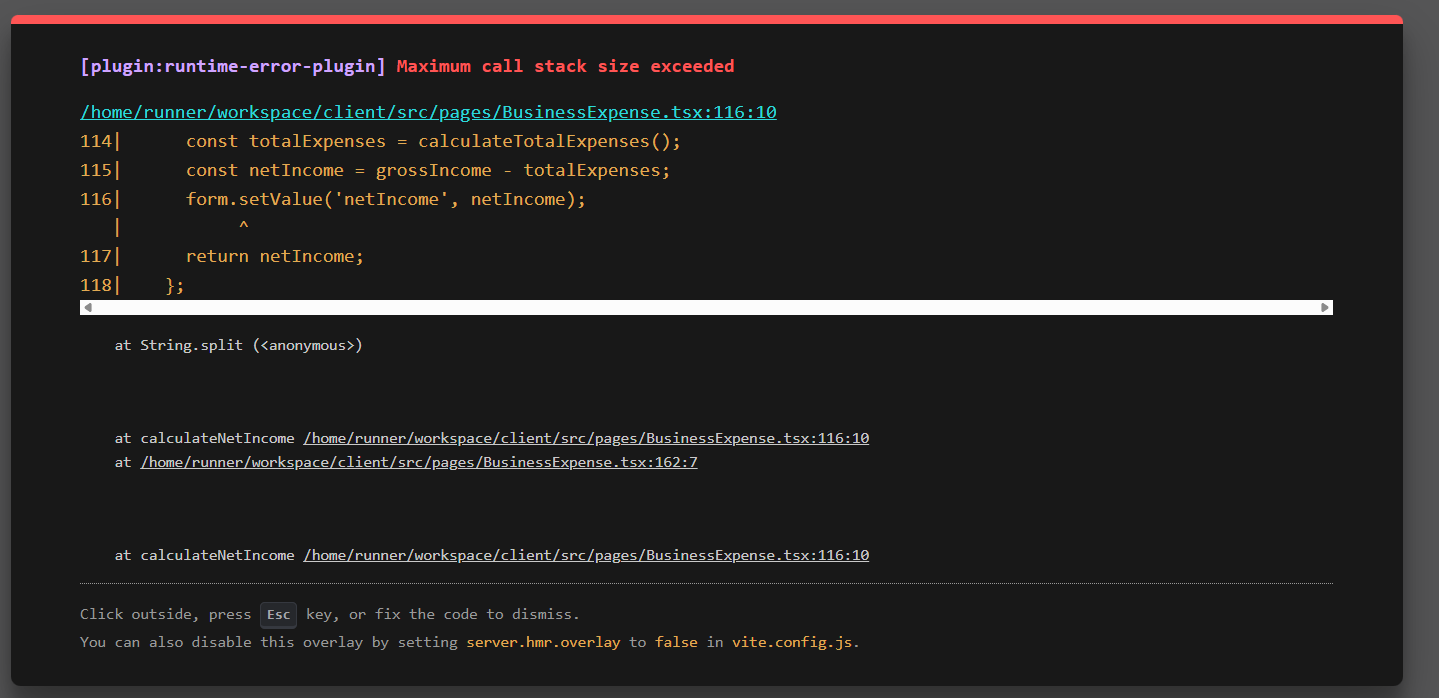 [plugin:runtime-error-plugin] Maximum call stack size exceeded
/home/runner/workspace/client/src/pages/BusinessExpense.tsx:116:10
114|      const totalExpenses = calculateTotalExpenses();
115|      const netIncome = grossIncome - totalExpenses;
116|      form.setValue('netIncome', netIncome);
   |           ^
117|      return netIncome;
118|    };
at String.split (<anonymous>)
at calculateNetIncome /home/runner/workspace/client/src/pages/BusinessExpense.tsx:116:10
at /home/runner/workspace/client/src/pages/BusinessExpense.tsx:162:7
at calculateNetIncome /home/runner/workspace/client/src/pages/BusinessExpense.tsx:116:10
Click outside, press Esc key, or fix the code to dismiss.
You can also disable this overlay by setting server.hmr.overlay to false in vite.config.js.